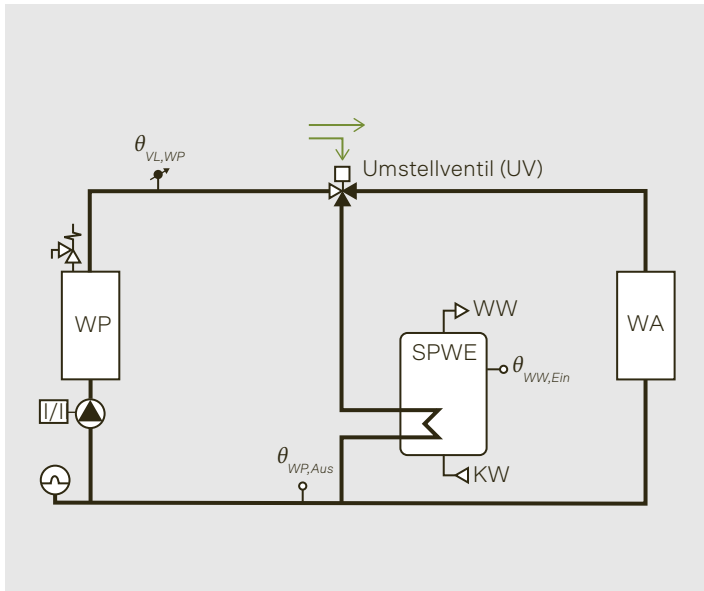 θVL,WP
Umstellventil (UV)
WP
WA
WW
SPWE
θWW,Ein
I/I
θWP,Aus
KW